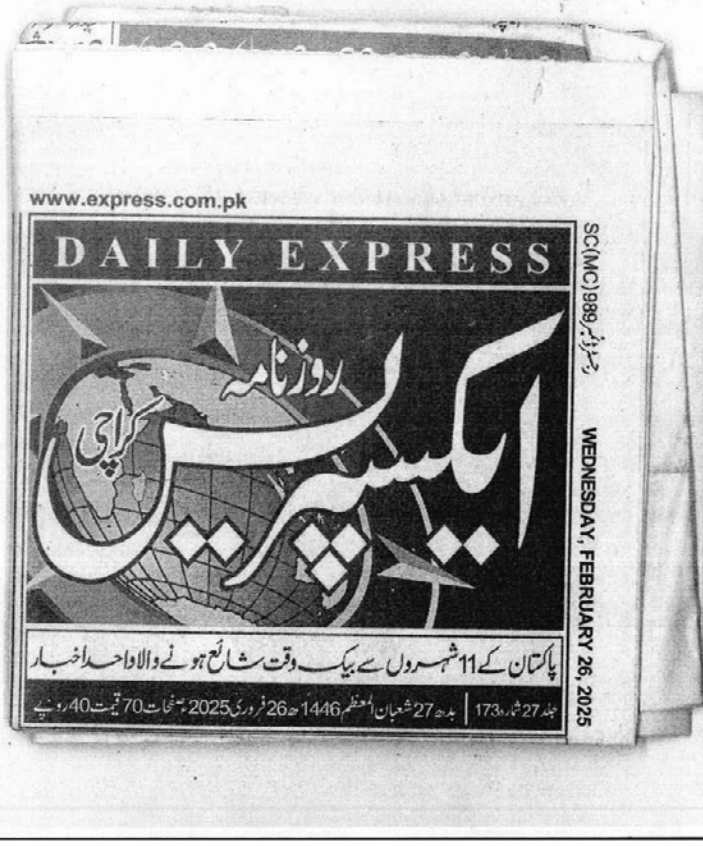 www.express.com.pk
DAILY EXPRESS
روزنامہ
ایکسپریس
کراچی
پاکستان کے 11 شہروں سے بیک وقت شائع ہونے والا واحد اخبار
جلد 27 شمارہ 173 | بدھ 27 شعبان المعظم 1446ھ 26 فروری 2025ء صفحات 70 قیمت 40 روپے
SC(MC)989 رجسٹرڈ نمبر
WEDNESDAY, FEBRUARY 26, 2025